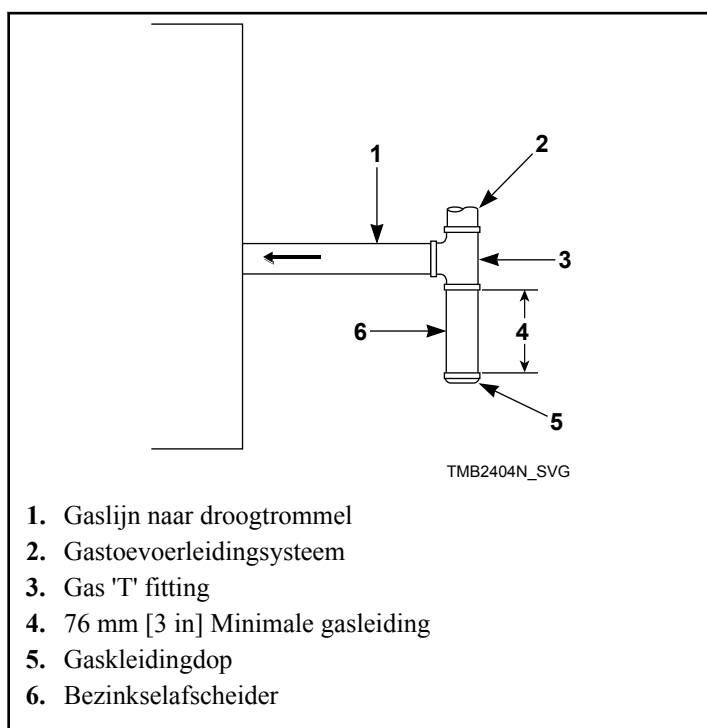 1
2
3
4
5
6
TMB2404N_SVG
1. Gaslijn naar droogtrommel
2. Gastoevoerleidingsysteem
3. Gas 'T' fitting
4. 76 mm [3 in] Minimale gasleiding
5. Gaskleidingdop
6. Bezinkselafscheider